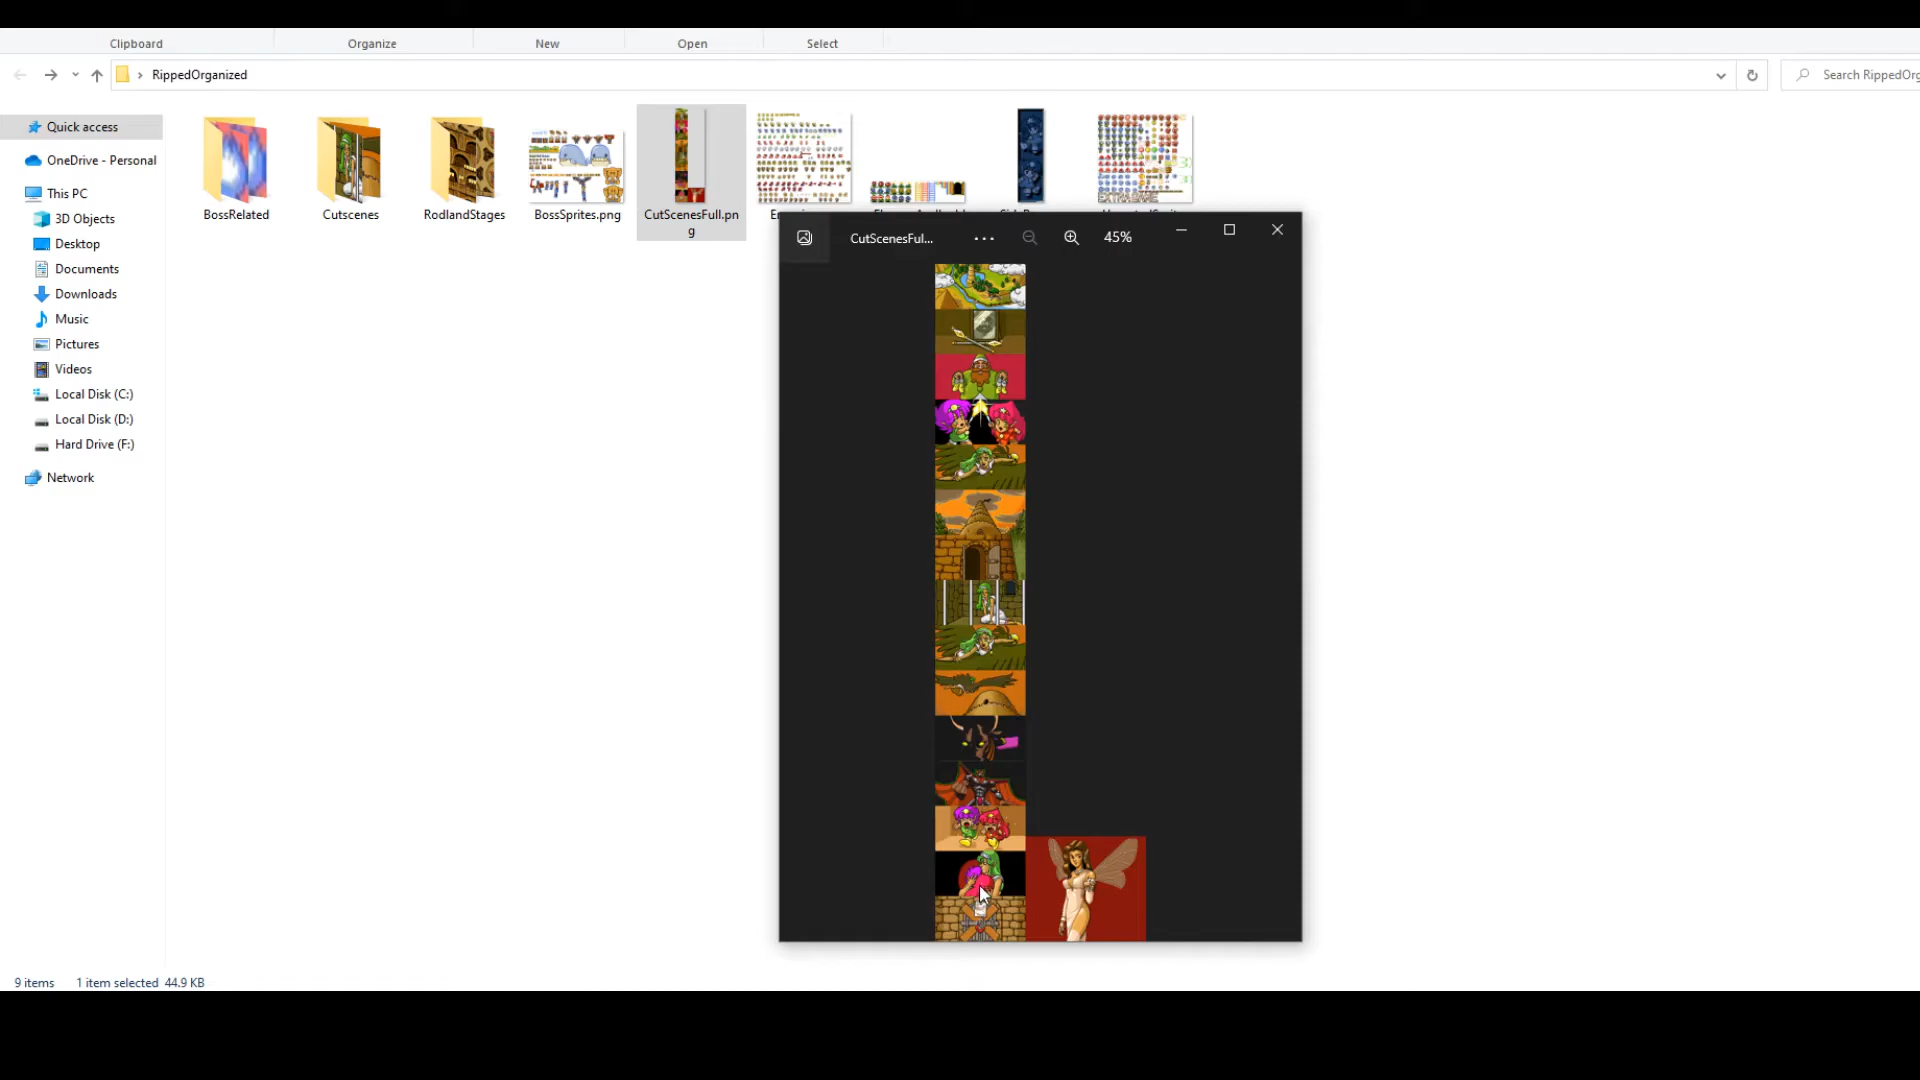 Clipboard
Organize
New
Open
Select
RippedOrganized
Search RippedOrg
Quick access
OneDrive - Personal
This PC
3D Objects
Desktop
Documents
Downloads
Music
Pictures
Videos
Local Disk (C:)
Local Disk (D:)
Hard Drive (F:)
Network
BossRelated
Cutscenes
RodlandStages
BossSprites.png
CutScenesFull.pn
g
CutScenesFul...
45%
9 items
1 item selected 44.9 KB